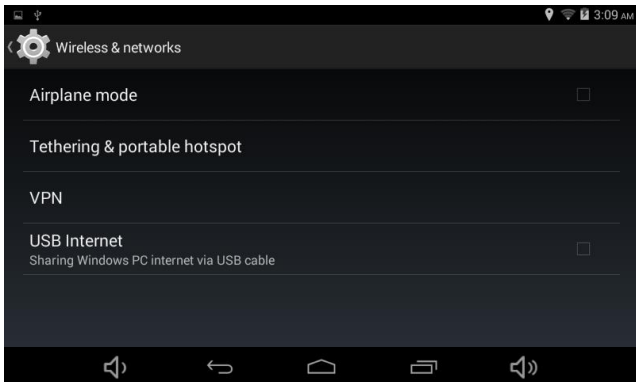 3:09 AM
Wireless & networks
Airplane mode
Tethering & portable hotspot
VPN
USB Internet
Sharing Windows PC internet via USB cable